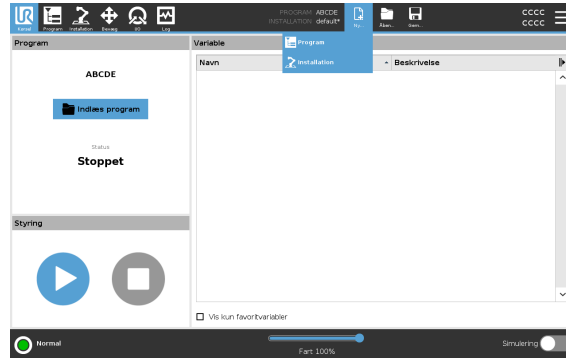 UR
Kørsel
Program
Installation
Bevæg
I/O
Log
PROGRAM ABCDE
INSTALLATION default*
Ny...
Åben...
Gem...
CCCC
CCCC
Program
Installation
Program
Variable
Navn
Beskrivelse
ABCDE
Indlæs program
Status
Stoppet
Styring
Vis kun favoritvariabler
Normal
Fart 100%
Simulering